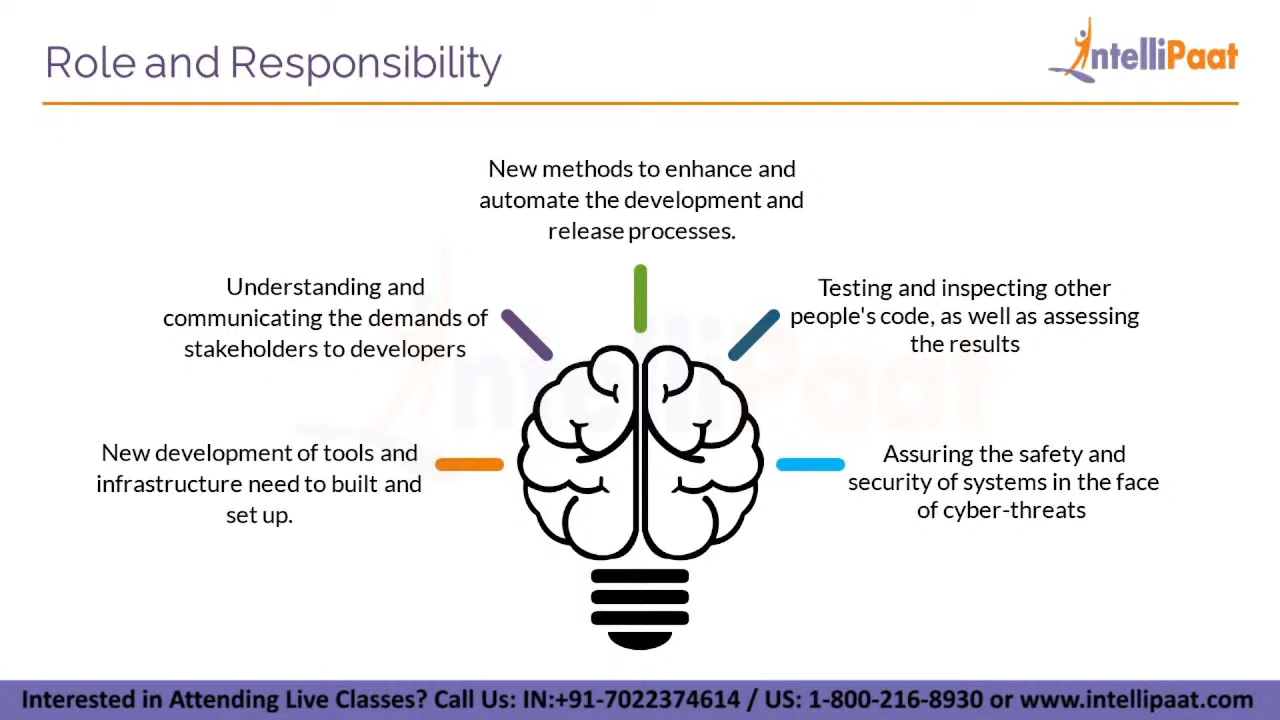 Role and Responsibility
IntelliPaat
New methods to enhance and
automate the development and
release processes.
Understanding and
communicating the demands of
stakeholders to developers
Testing and inspecting other
people's code, as well as assessing
the results
New development of tools and
infrastructure need to built and
set up.
Assuring the safety and
security of systems in the face
of cyber-threats
IntelliPaat
Interested in Attending Live Classes? Call Us: IN:+91-7022374614 / US: 1-800-216-8930 or www.intellipaat.com